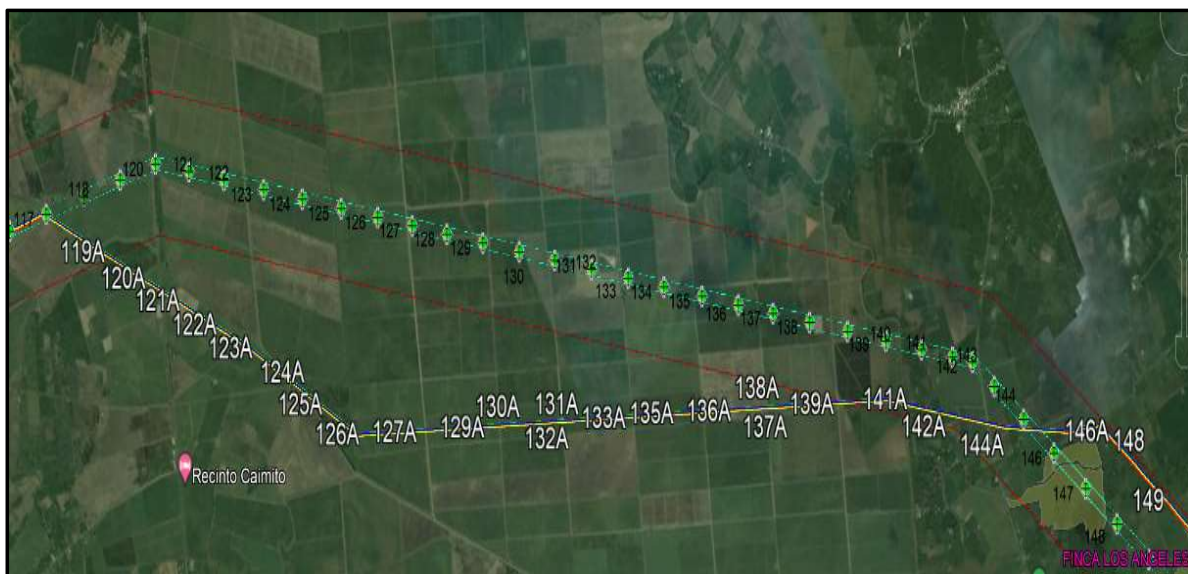 117
118
120
121
122
123
124
125
126
127
128
129
130
131
132
133
134
135
136
137
138
139
140
141
142
143
144
146
147
148
119A
120A
121A
122A
123A
124A
125A
126A
127A
129A
130A
131A
132A
133A
135A
136A
137A
138A
139A
141A
142A
144A
146A
148
149
Recinto Caimito
FINCA LOS ANGELES